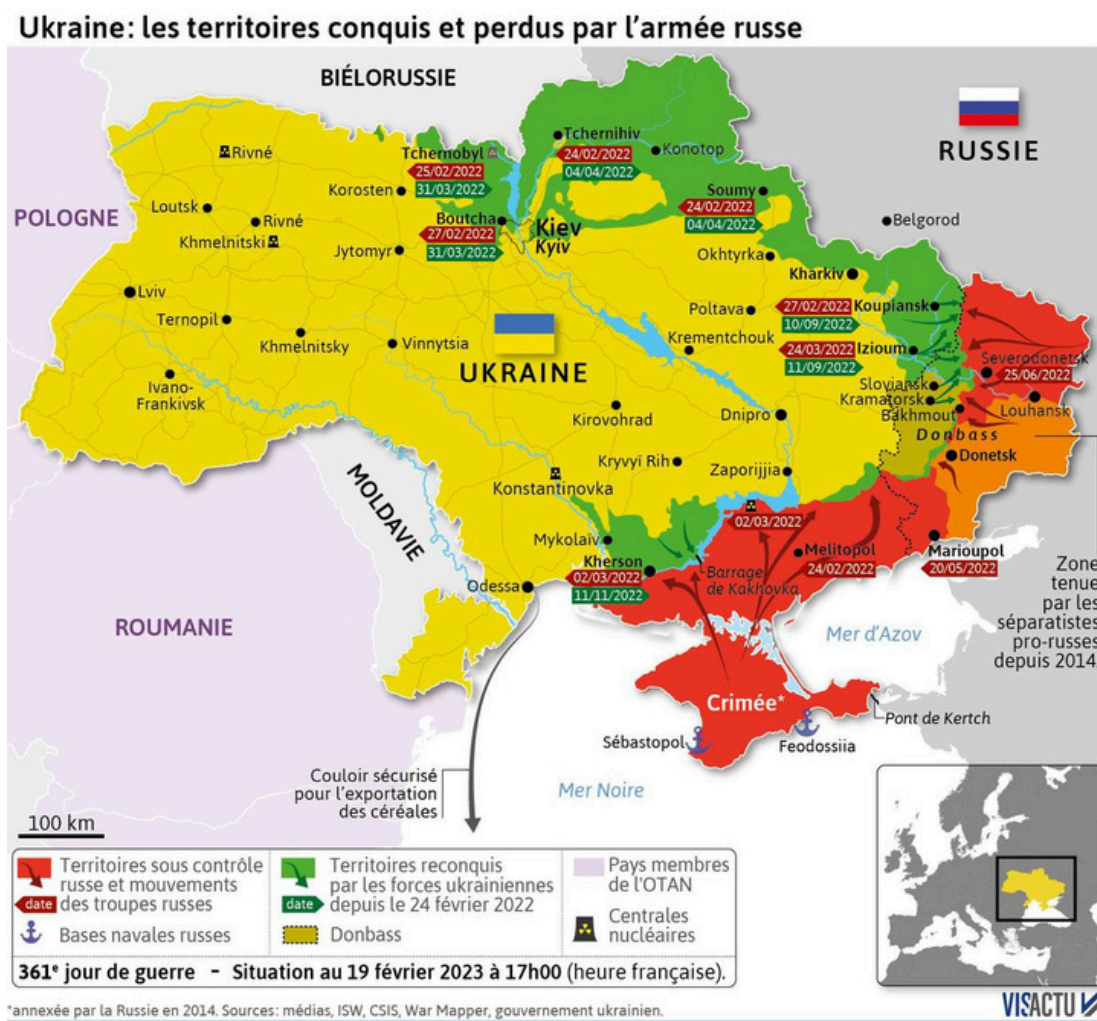 Ukraine: les territoires conquis et perdus par l'armée russe
BIÉLORUSSIE
RUSSIE
POLOGNE
Rivné
Tchernobyl
25/02/2022
31/03/2022
Tchernihiv
24/02/2022
04/04/2022
Konotop
Korosten
Loutsk
Rivné
Khmelnitski
Boutcha
27/02/2022
31/03/2022
Kiev
Kyiv
Soumy
24/02/2022
04/04/2022
Belgorod
Jytomyr
Okhtyrka
Kharkiv
Lviv
Ternopil
Khmelnitsky
Vinnytsia
Poltava
27/02/2022
Koupiansk
10/09/2022
Krementchouk
24/03/2022
Izioum
11/09/2022
Severodonetsk
25/06/2022
UKRAINE
Ivano-
Frankivsk
Sloviansk
Kramatorsk
Bakhmout
Louhansk
Kirovohrad
Dnipro
Donbass
Donetsk
Kryvyï Rih
Zaporijjia
Konstantinovka
MOLDAVIE
02/03/2022
Mykolaïv
Kherson
02/03/2022
11/11/2022
Barrage
de Kakhovka
Melitopol
24/02/2022
Marioupol
20/05/2022
Odessa
Zone
tenue
par les
séparatistes
pro-russes
depuis 2014
ROUMANIE
Mer d'Azov
Crimée*
Pont de Kertch
Sébastopol
Feodossiia
Couloir sécurisé
pour l'exportation
des céréales
Mer Noire
100 km
Territoires sous contrôle
russe et mouvements
date des troupes russes
Bases navales russes
Territoires reconquis
par les forces ukrainiennes
date depuis le 24 février 2022
Donbass
Pays membres
de l'OTAN
Centrales
nucléaires
361e jour de guerre - Situation au 19 février 2023 à 17h00 (heure française).
*annexée par la Russie en 2014. Sources: médias, ISW, CSIS, War Mapper, gouvernement ukrainien.
VISACTU